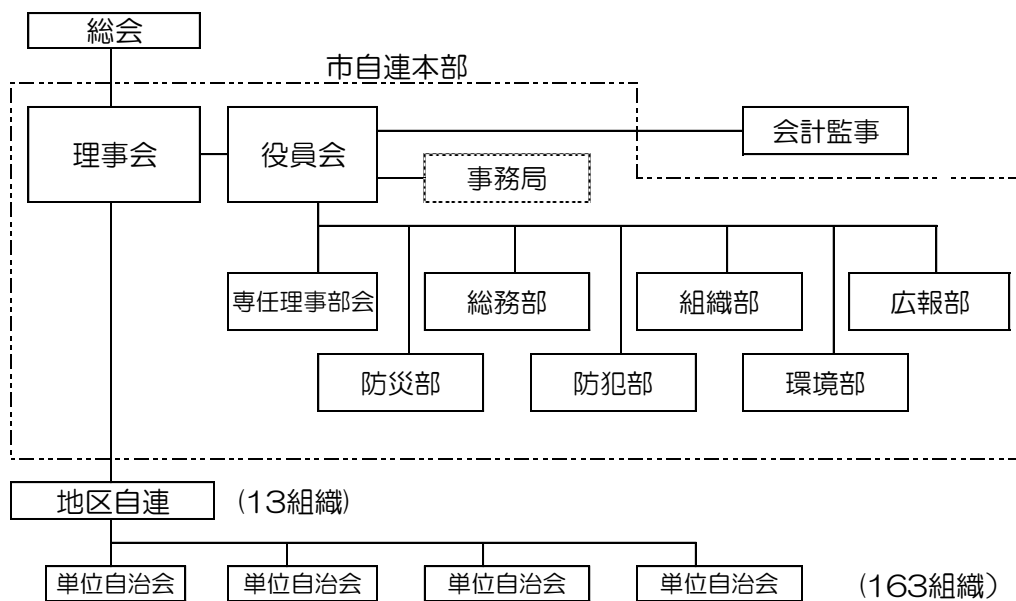 総会
市自連本部
理事会
役員会
会計監事
事務局
専任理事部会
総務部
組織部
広報部
防災部
防犯部
環境部
地区自連
(13組織)
単位自治会
単位自治会
単位自治会
単位自治会
(163組織)